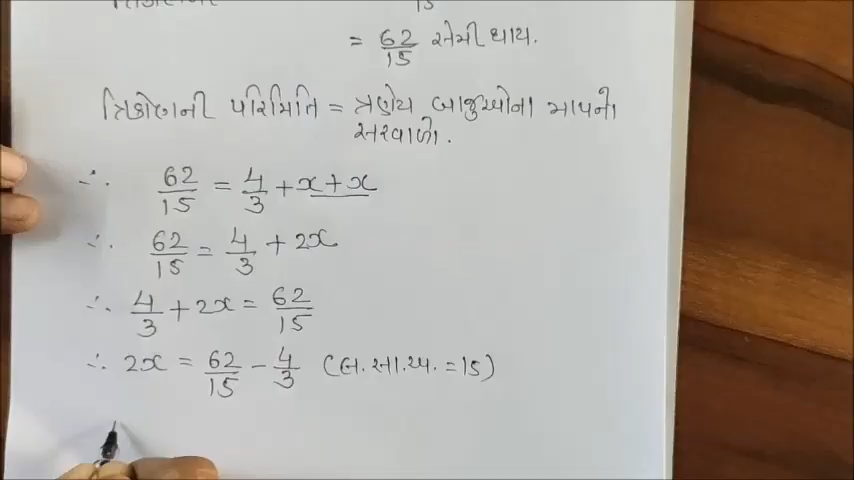 15
= 62/15 સેમી થાય.
ત્રિકોણની પરિમિતિ = ત્રણેય બાજુઓના માપનો
સરવાળો.
∴ 62/15 = 4/3 + x + x
∴ 62/15 = 4/3 + 2x
∴ 4/3 + 2x = 62/15
∴ 2x = 62/15 - 4/3 (લ.સા.અ. = 15)